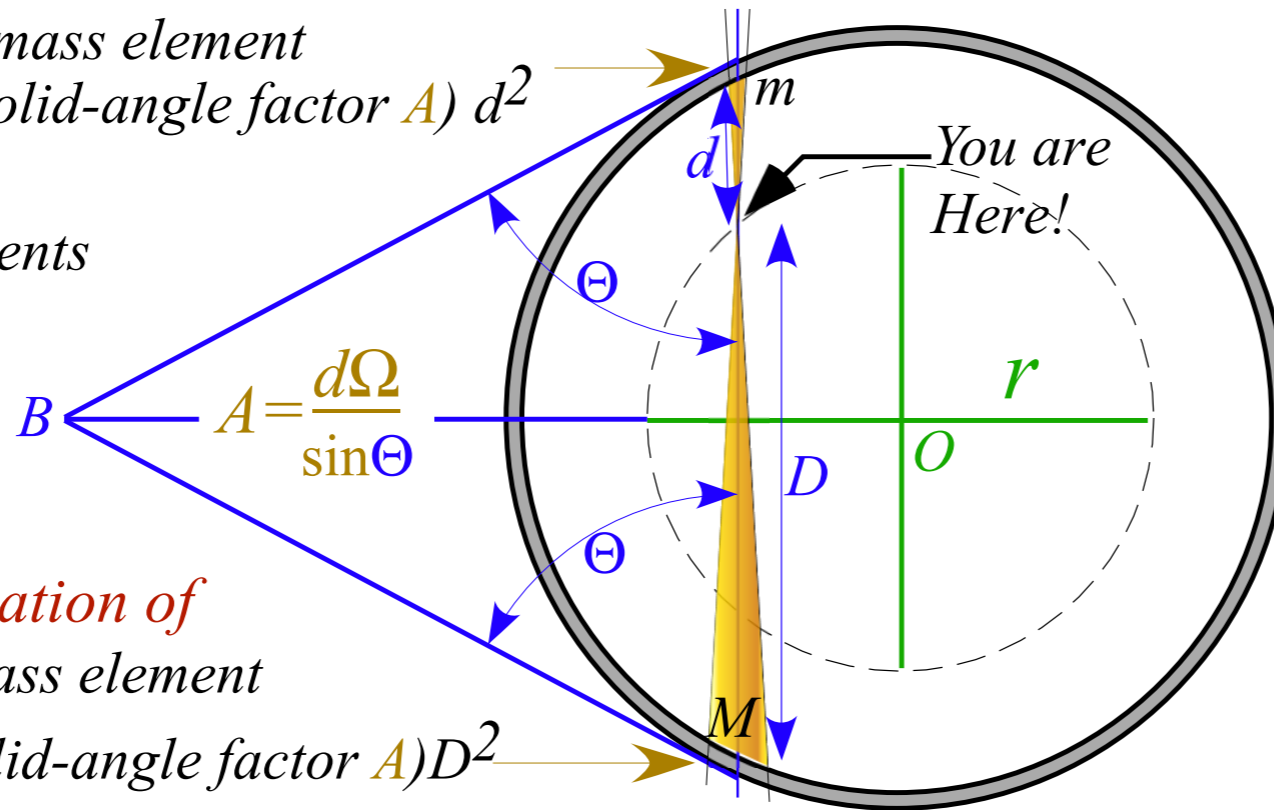 mass element
olid-angle factor A) d²
m
d
You are
Here!
ents
Θ
B
A = dΩ / sinΘ
r
O
D
Θ
ation of
ass element
M
lid-angle factor A)D²